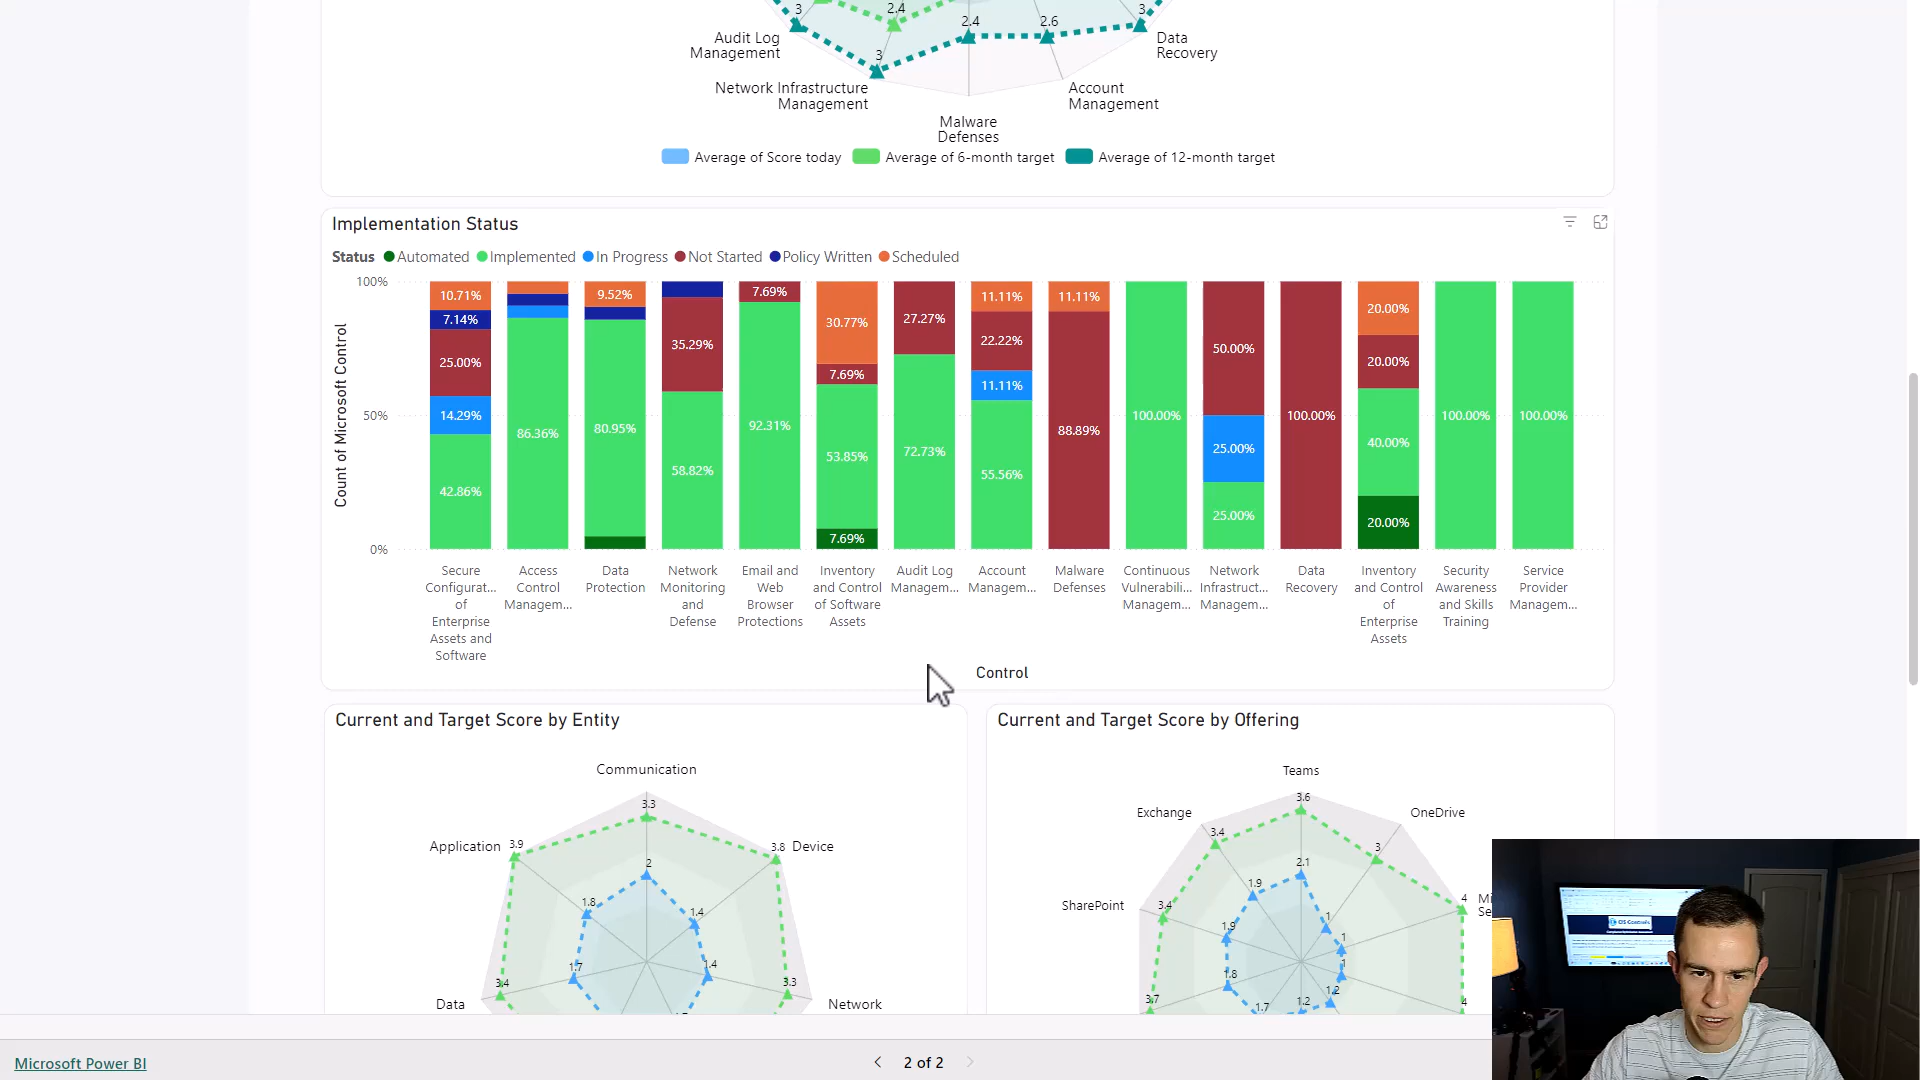 3
2.4
2.4
2.6
3
Audit Log
Management
3
Data
Recovery
Network Infrastructure
Management
Account
Management
Malware
Defenses
Average of Score today Average of 6-month target Average of 12-month target
Implementation Status
Status Automated Implemented In Progress Not Started Policy Written Scheduled
Count of Microsoft Control
100%
50%
0%
10.71%
7.14%
25.00%
14.29%
42.86%
86.36%
9.52%
80.95%
35.29%
58.82%
7.69%
92.31%
30.77%
7.69%
53.85%
7.69%
27.27%
72.73%
11.11%
22.22%
11.11%
55.56%
11.11%
88.89%
100.00%
50.00%
25.00%
25.00%
100.00%
20.00%
20.00%
40.00%
20.00%
100.00%
100.00%
Secure
Configurat...
of
Enterprise
Assets and
Software
Access
Control
Managem...
Data
Protection
Network
Monitoring
and
Defense
Email and
Web
Browser
Protections
Inventory
and Control
of Software
Assets
Audit Log
Managem...
Account
Managem...
Malware
Defenses
Continuous
Vulnerabili...
Managem...
Network
Infrastruct...
Managem...
Data
Recovery
Inventory
and Control
of
Enterprise
Assets
Security
Awareness
and Skills
Training
Service
Provider
Managem...
Control
Current and Target Score by Entity
Communication
3.3
Application 3.9
3.8 Device
2
1.8
1.4
1.7
1.4
3.4
3.3
Data
Network
Current and Target Score by Offering
Teams
3.6
Exchange
OneDrive
3.4
3
2.1
1.9
4 Mi
Se
SharePoint
3.4
1
1.9
1
1
1.8
1.2
3.7
1.7
1.2
4
CIS Controls
Microsoft Power BI
2 of 2